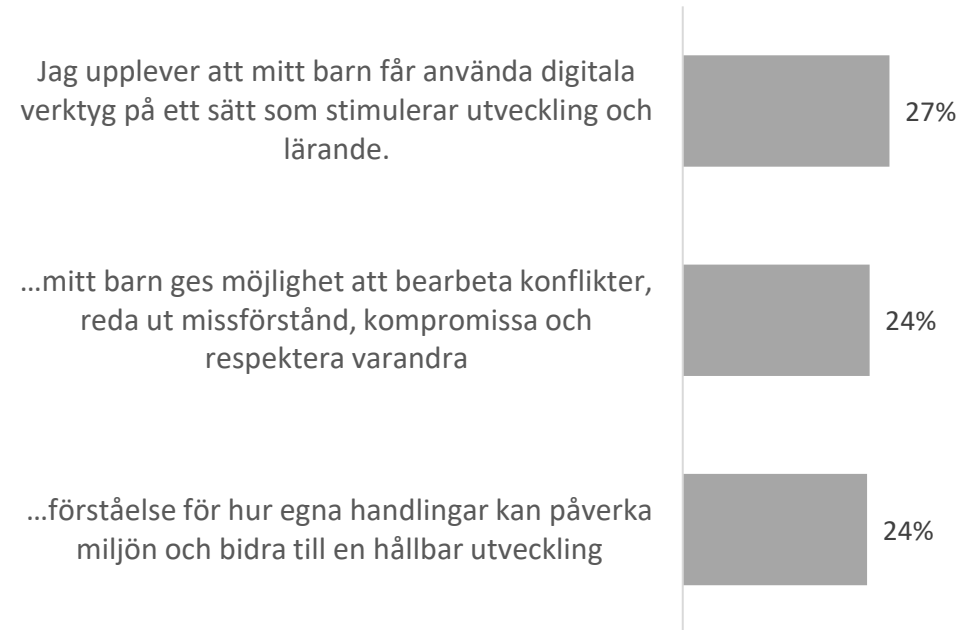 Jag upplever att mitt barn får använda digitala
verktyg på ett sätt som stimulerar utveckling och
lärande.
27%
...mitt barn ges möjlighet att bearbeta konflikter,
reda ut missförstånd, kompromissa och
respektera varandra
24%
...förståelse för hur egna handlingar kan påverka
miljön och bidra till en hållbar utveckling
24%